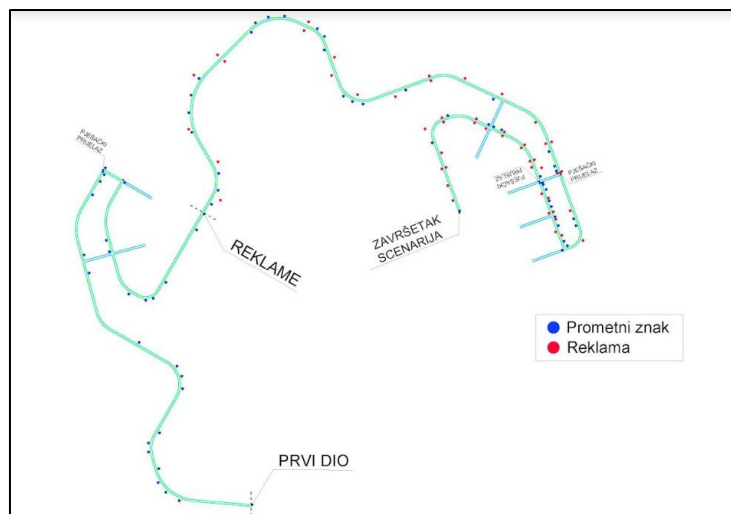 PJEŠAČKI
PRIJELAZ
REKLAME
ZAVRŠETAK
SCENARIJA
PJEŠAČKI
PRIJELAZ
PJEŠAČKI
PRIJELAZ
Prometni znak
Reklama
PRVI DIO